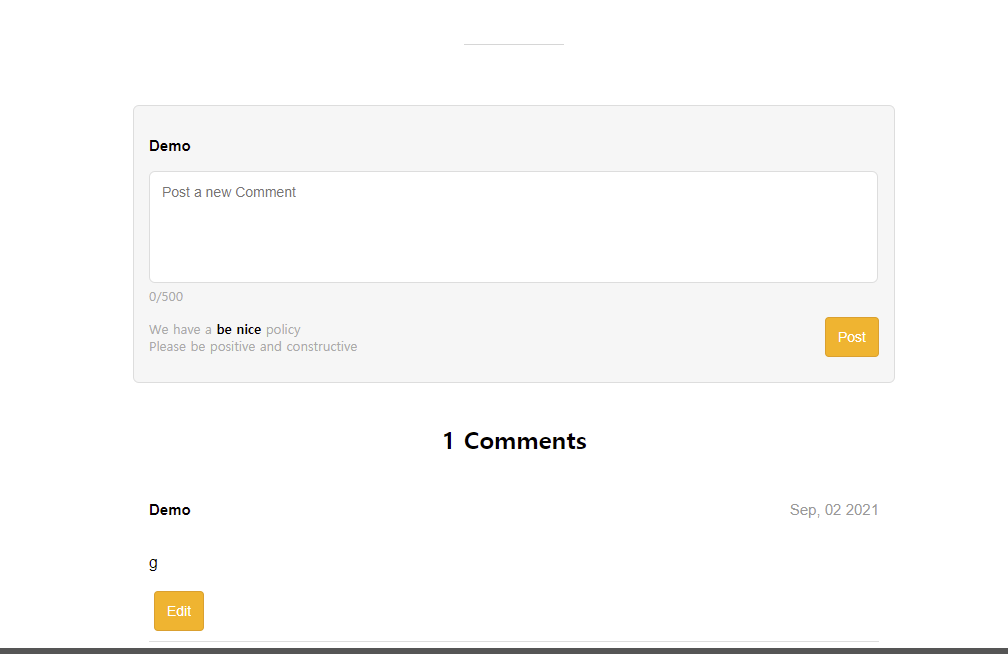 Demo
Post a new Comment
0/500
We have a be nice policy
Please be positive and constructive
Post
1 Comments
Demo
Sep, 02 2021
g
Edit